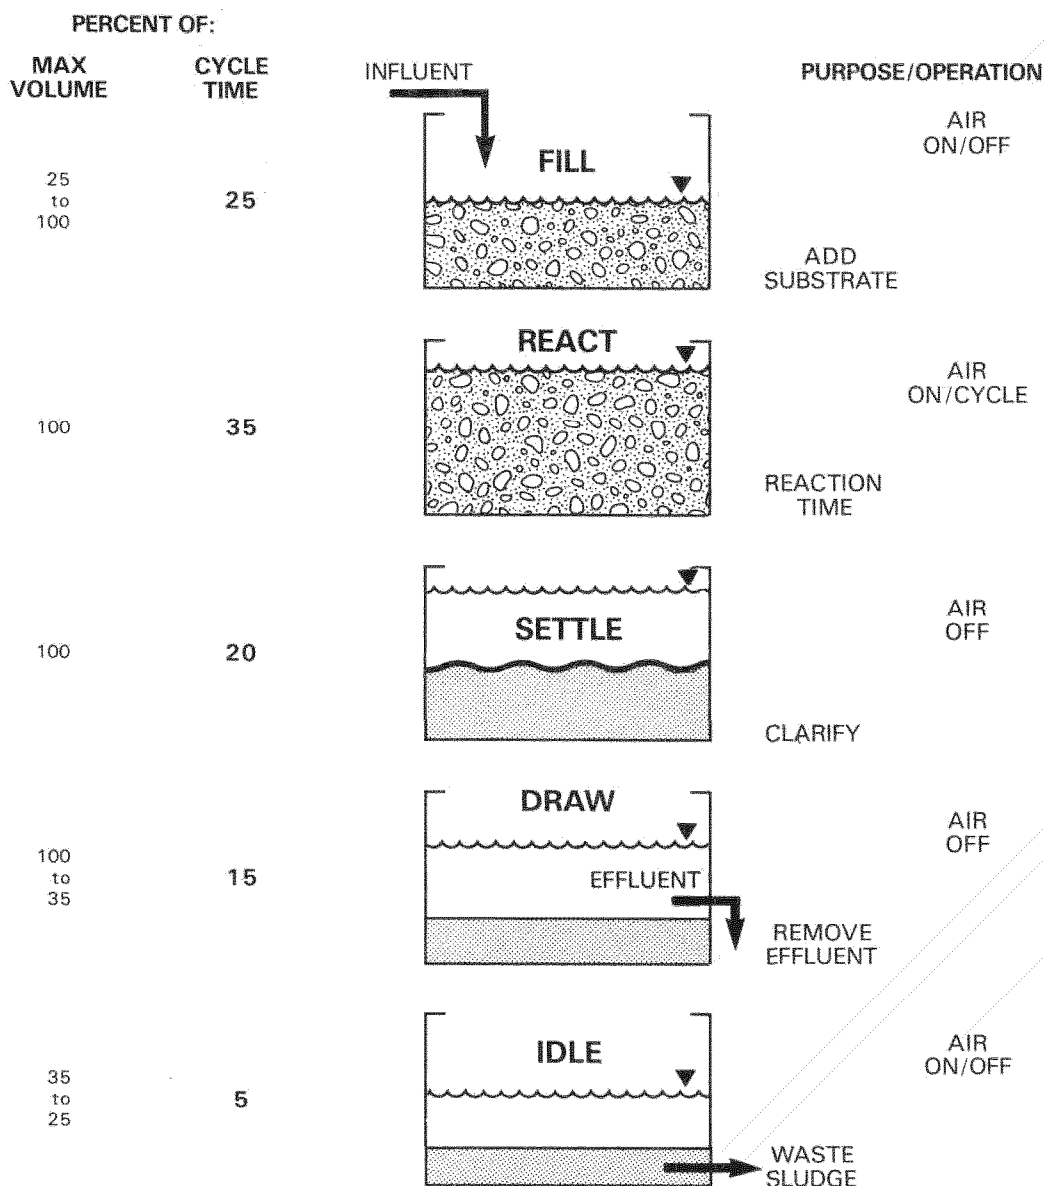 PERCENT OF:
MAX
VOLUME
CYCLE
TIME
INFLUENT
PURPOSE/OPERATION
25
to
100
25
FILL
AIR
ON/OFF
ADD
SUBSTRATE
100
35
REACT
AIR
ON/CYCLE
REACTION
TIME
100
20
SETTLE
AIR
OFF
CLARIFY
100
to
35
15
DRAW
EFFLUENT
AIR
OFF
REMOVE
EFFLUENT
35
to
25
5
IDLE
AIR
ON/OFF
WASTE
SLUDGE